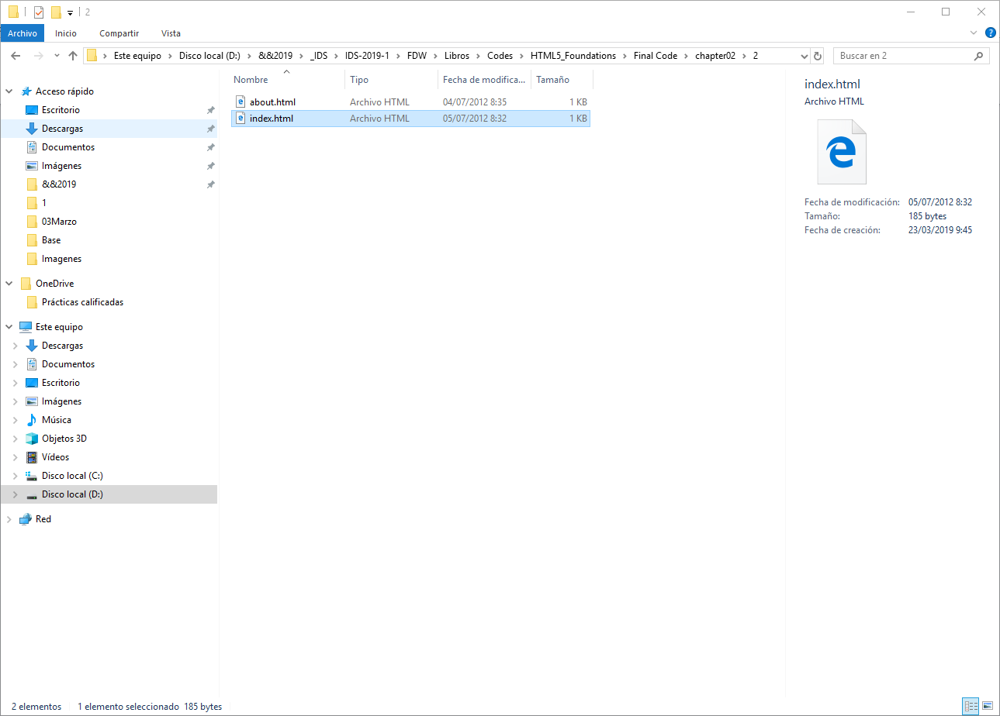 2
Archivo Inicio Compartir Vista
Este equipo > Disco local (D:) > &&2019 > _IDS > IDS-2019-1 > FDW > Libros > Codes > HTML5_Foundations > Final Code > chapter02 > 2
Buscar en 2
Acceso rápido
Escritorio
Descargas
Documentos
Imágenes
&&2019
1
03Marzo
Base
Imagenes
OneDrive
Prácticas calificadas
Este equipo
Descargas
Documentos
Escritorio
Imágenes
Música
Objetos 3D
Vídeos
Disco local (C:)
Disco local (D:)
Red
Nombre Tipo Fecha de modifica... Tamaño
about.html Archivo HTML 04/07/2012 8:35 1 KB
index.html Archivo HTML 05/07/2012 8:32 1 KB
index.html
Archivo HTML
Fecha de modificación: 05/07/2012 8:32
Tamaño: 185 bytes
Fecha de creación: 23/03/2019 9:45
2 elementos 1 elemento seleccionado 185 bytes